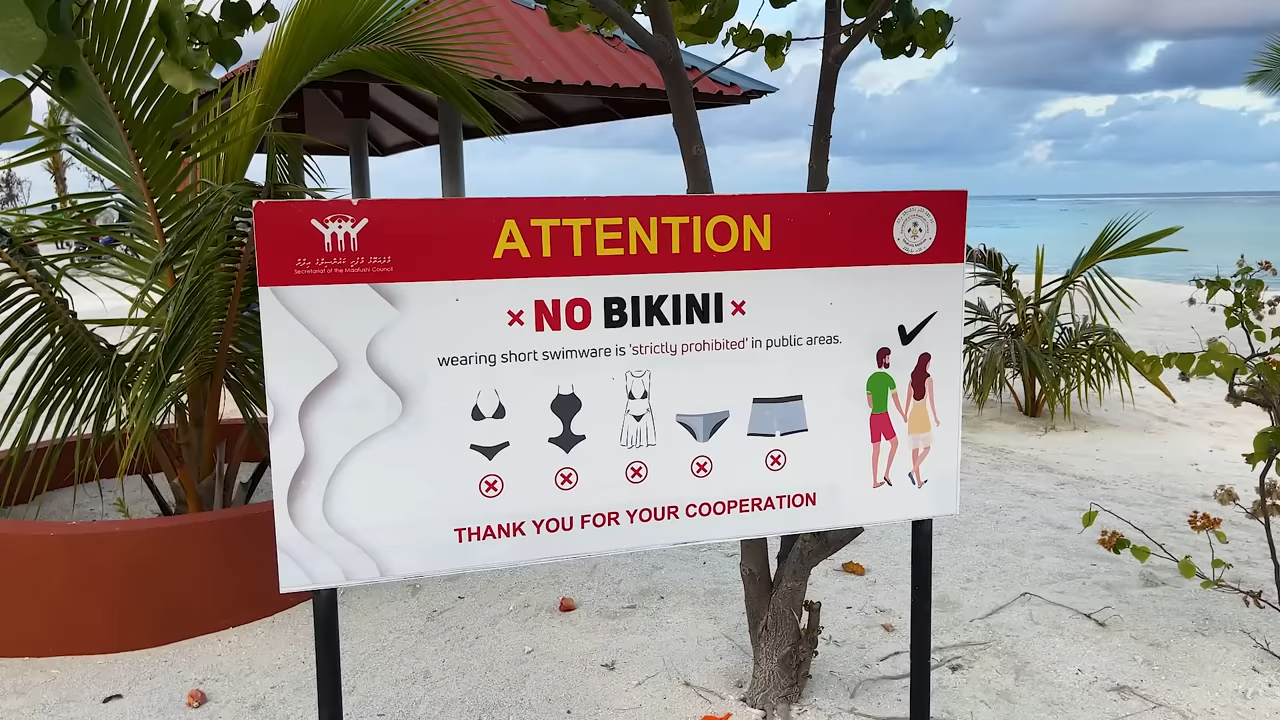 ATTENTION
Secretariat of the Maafushi Council
× NO BIKINI ×
wearing short swimware is 'strictly prohibited' in public areas.
THANK YOU FOR YOUR COOPERATION